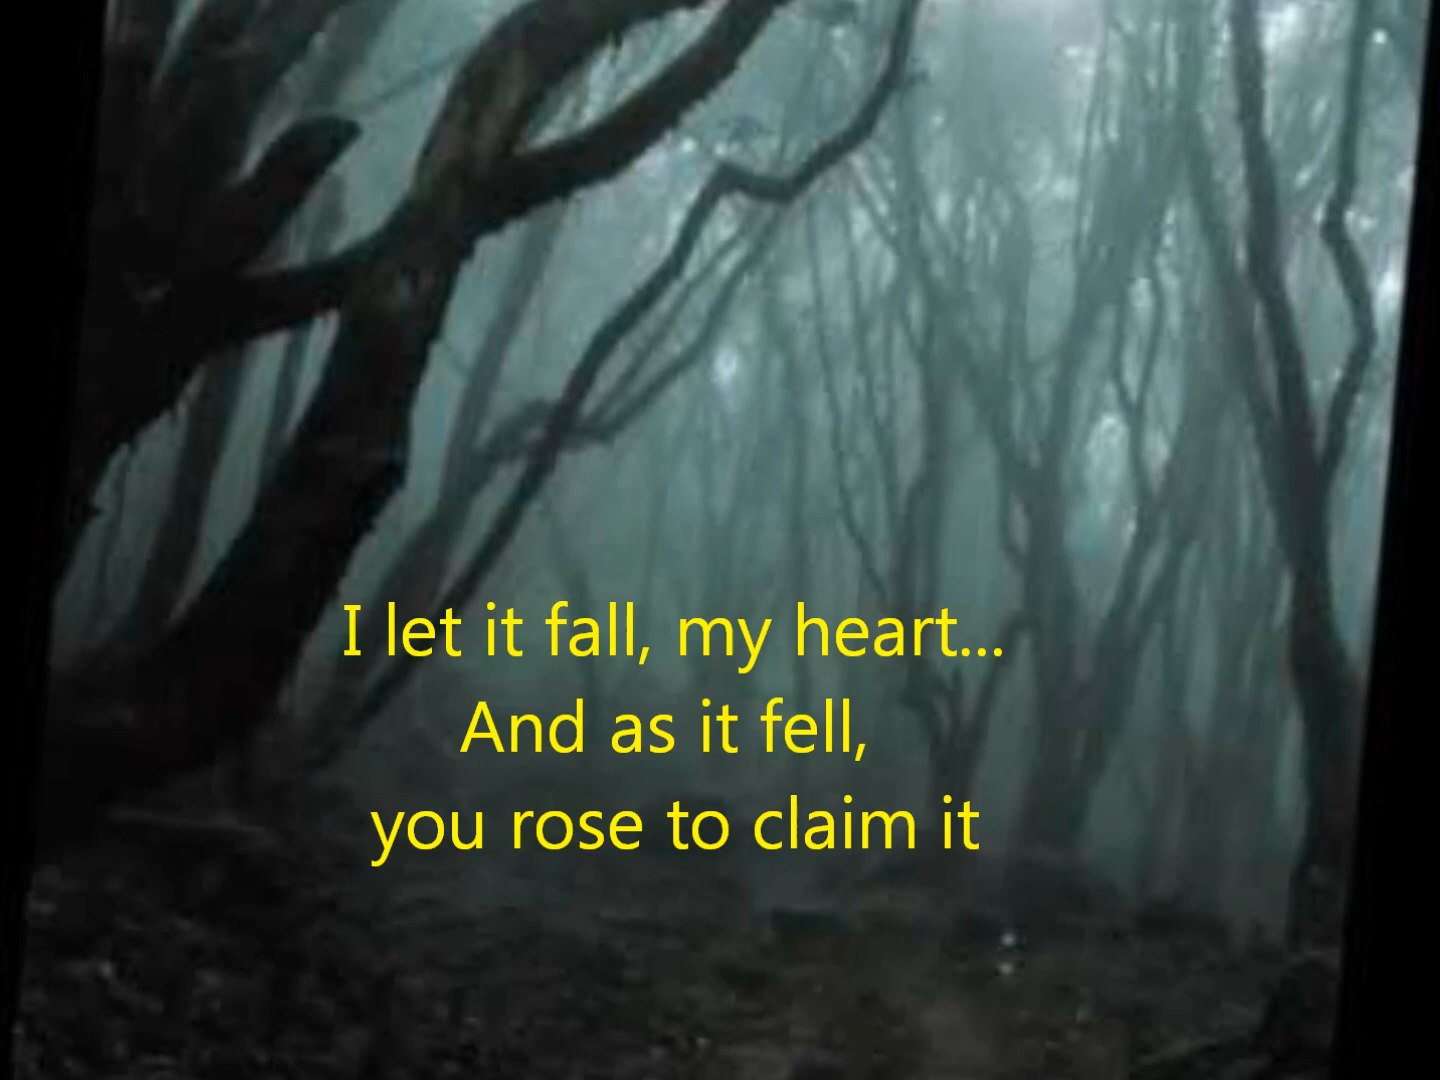 I let it fall, my heart...
And as it fell,
you rose to claim it